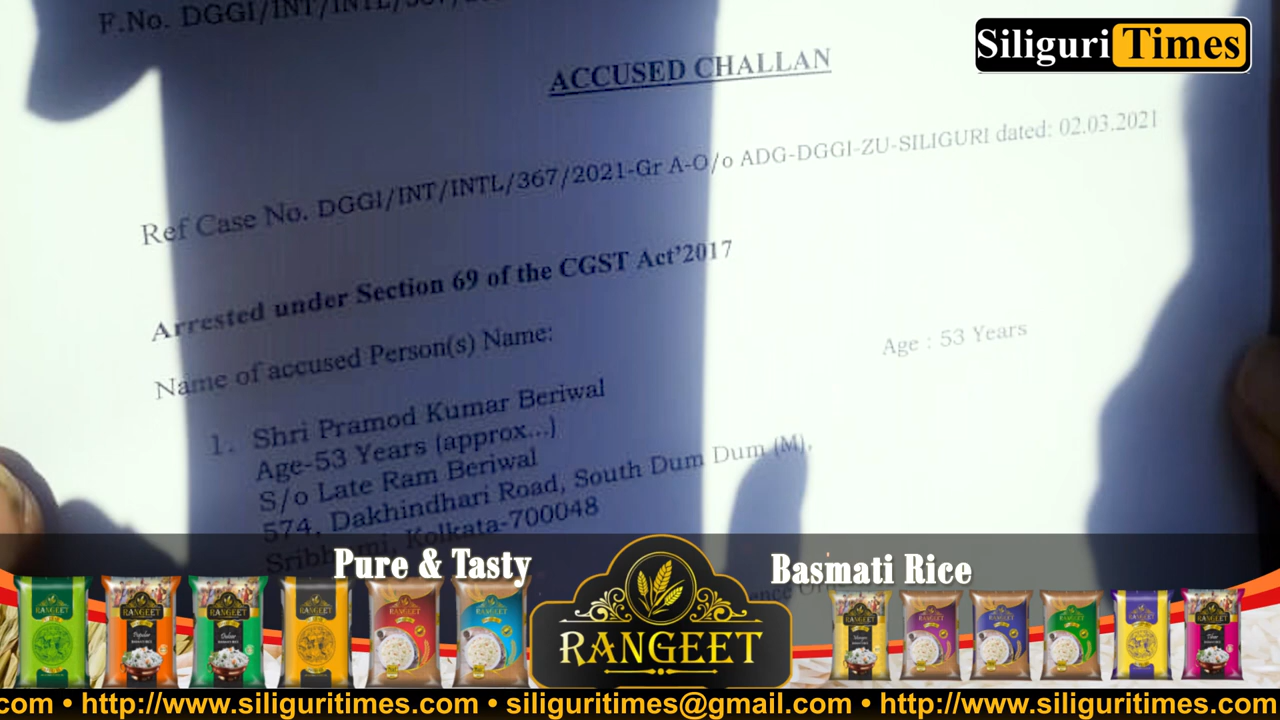 F.No. DGGI/INT/INTL/367/
Siliguri Times
ACCUSED CHALLAN
Ref Case No. DGGI/INT/INTL/367/2021-Gr A-O/o ADG-DGGI-ZU-SILIGURI dated: 02.03.2021
Arrested under Section 69 of the CGST Act'2017
Name of accused Person(s) Name:
Age : 53 Years
1. Shri Pramod Kumar Beriwal
Age-53 Years (approx...)
S/o Late Ram Beriwal
574, Dakhindhari Road, South Dum Dum (M),
Sribhumi, Kolkata-700048
Pure & Tasty
Basmati Rice
RANGEET
.com • http://www.siliguritimes.com • siliguritimes@gmail.com • http://www.siliguritimes.com